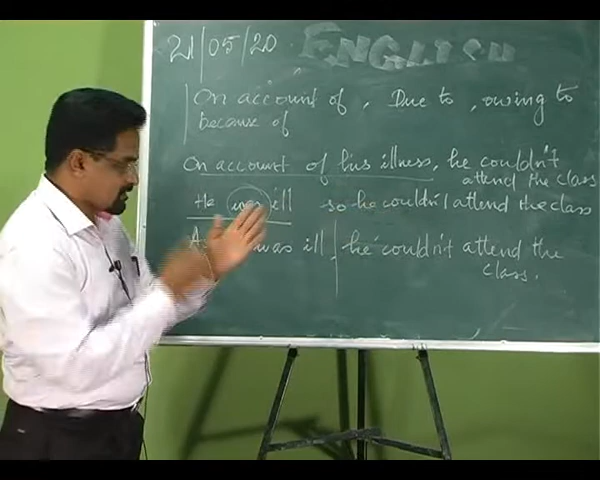 21/05/20 ENGLISH
On account of, Due to, owing to
because of
On account of his illness, he couldn't
attend the class
He was ill so he couldn't attend the class
was ill, he couldn't attend the
class.